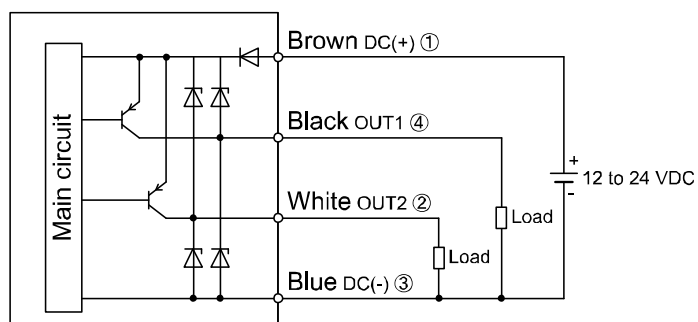 Main circuit
Brown DC(+) ①
Black OUT1 ④
White OUT2 ②
Blue DC(-) ③
Load
Load
+
12 to 24 VDC
-